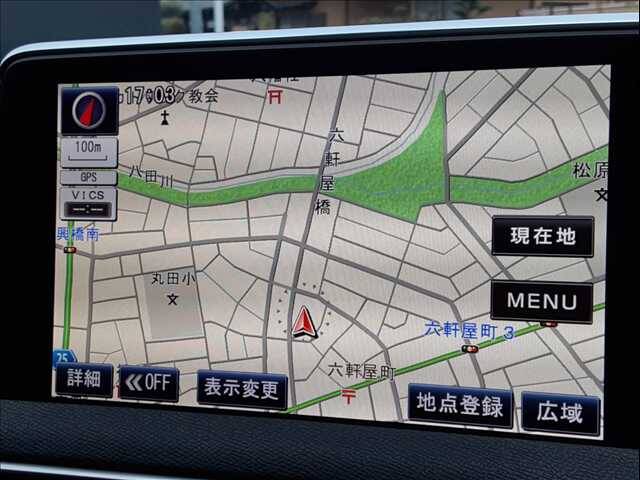 17:03
ク教会
100m
GPS
VICS
--:--
八田川
六軒屋橋
松原
興橋南
現在地
丸田小
MENU
六軒屋町3
25
六軒屋町
詳細
≪OFF
表示変更
地点登録
広域